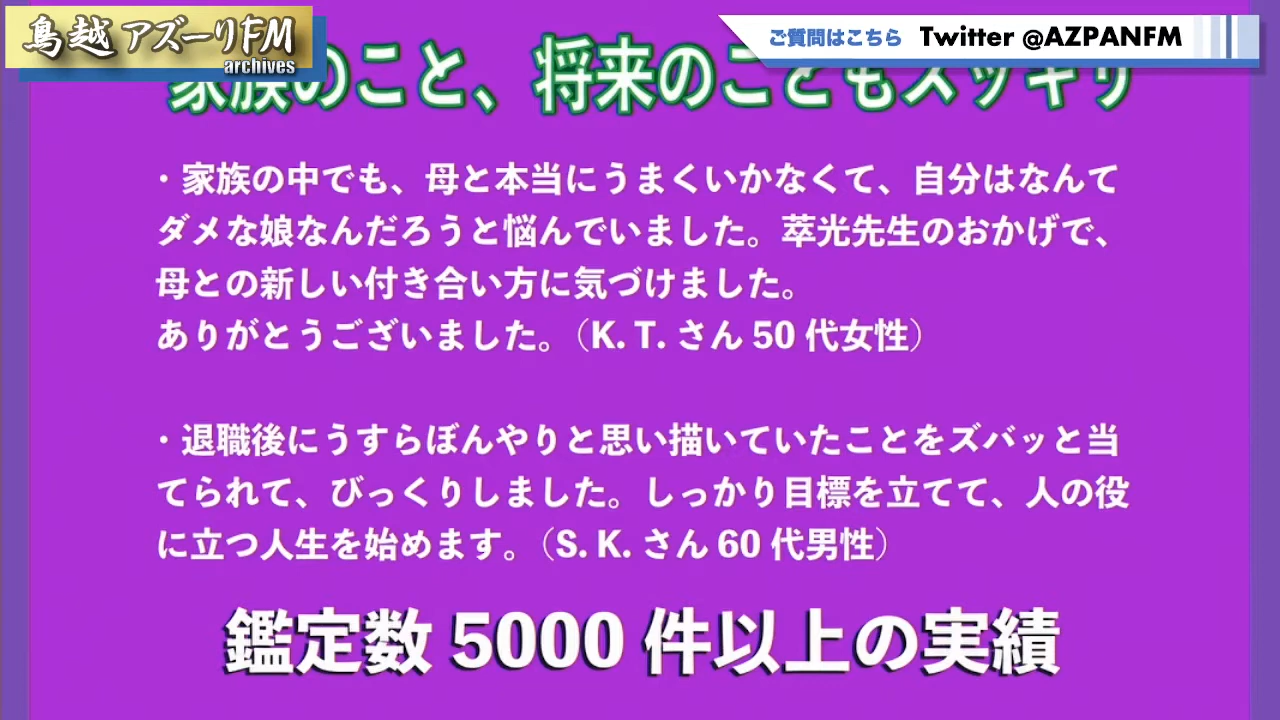 鳥越アズーリFM
archives
ご質問はこちら Twitter @AZPANFM
家族のこと、将来のこともスッキリ
・家族の中でも、母と本当にうまくいかなくて、自分はなんて
ダメな娘なんだろうと悩んでいました。萃光先生のおかげで、
母との新しい付き合い方に気づけました。
ありがとうございました。（K. T. さん 50 代女性）
・退職後にうすらぼんやりと思い描いていたことをズバッと当
てられて、びっくりしました。しっかり目標を立てて、人の役
に立つ人生を始めます。（S. K. さん 60 代男性）
鑑定数 5000 件以上の実績